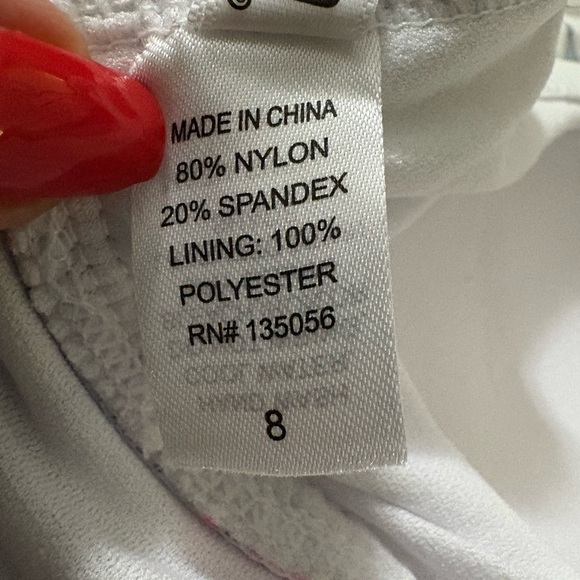 MADE IN CHINA
80% NYLON
20% SPANDEX
LINING: 100%
POLYESTER
RN# 135056
8